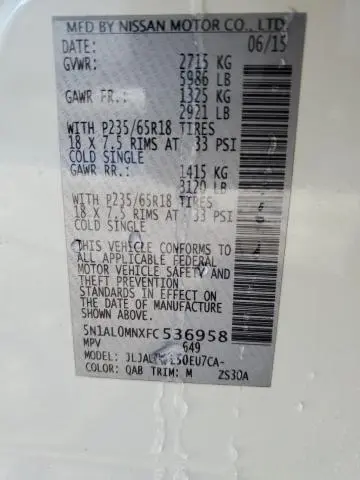 MFD BY NISSAN MOTOR CO., LTD.
DATE: 06/15
GVWR: 2715 KG
5986 LB
GAWR FR.: 1325 KG
2921 LB
WITH P235/65R18 TIRES
18 X 7.5 RIMS AT 33 PSI
COLD SINGLE
GAWR RR.: 1415 KG
3120 LB
WITH P235/65R18 TIRES
18 X 7.5 RIMS AT 33 PSI
COLD SINGLE
THIS VEHICLE CONFORMS TO
ALL APPLICABLE FEDERAL
MOTOR VEHICLE SAFETY AND
THEFT PREVENTION
STANDARDS IN EFFECT ON
THE DATE OF MANUFACTURE
SHOWN ABOVE.
5N1AL0MNXFC536958
MPV 649
MODEL:
COLOR: QAB TRIM: M ZS30A